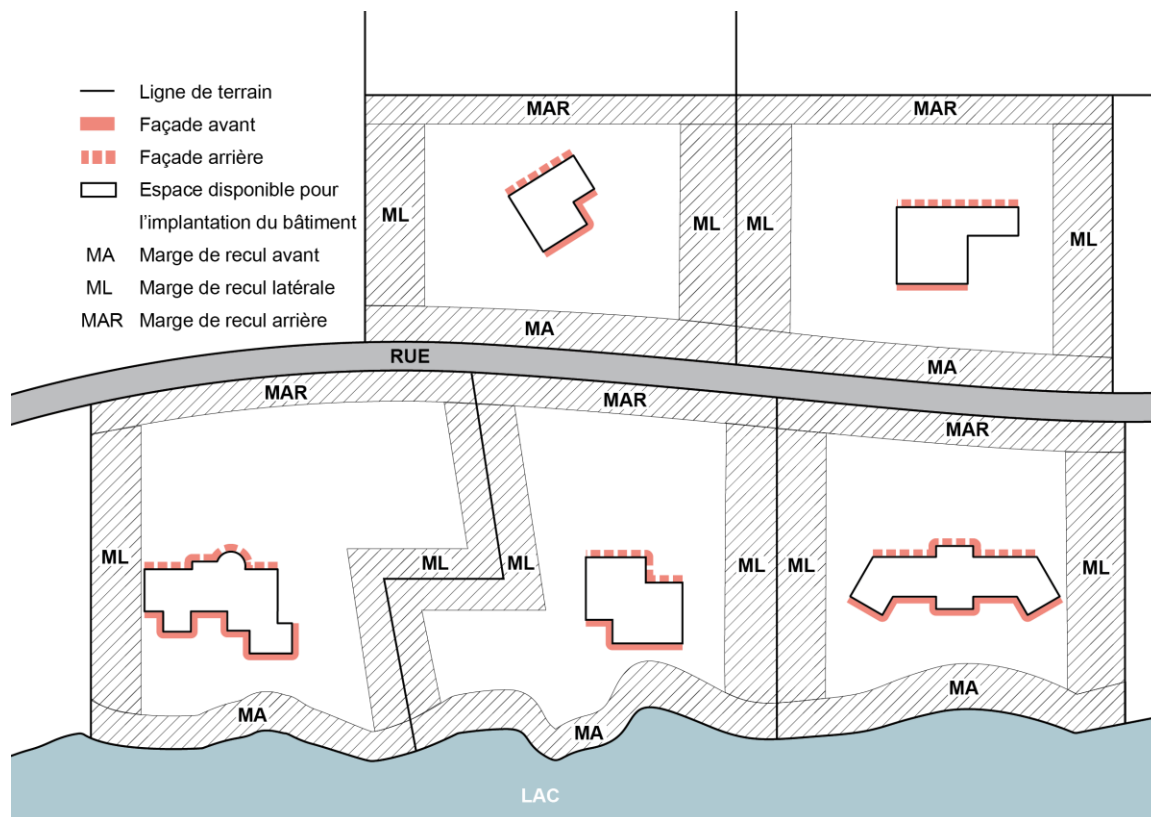 Ligne de terrain
Façade avant
Façade arrière
Espace disponible pour
l'implantation du bâtiment
MA Marge de recul avant
ML Marge de recul latérale
MAR Marge de recul arrière
MAR MAR
ML ML ML ML
MA
RUE
MA
MAR MAR
MAR
ML ML ML ML ML ML
MA MA MA
LAC